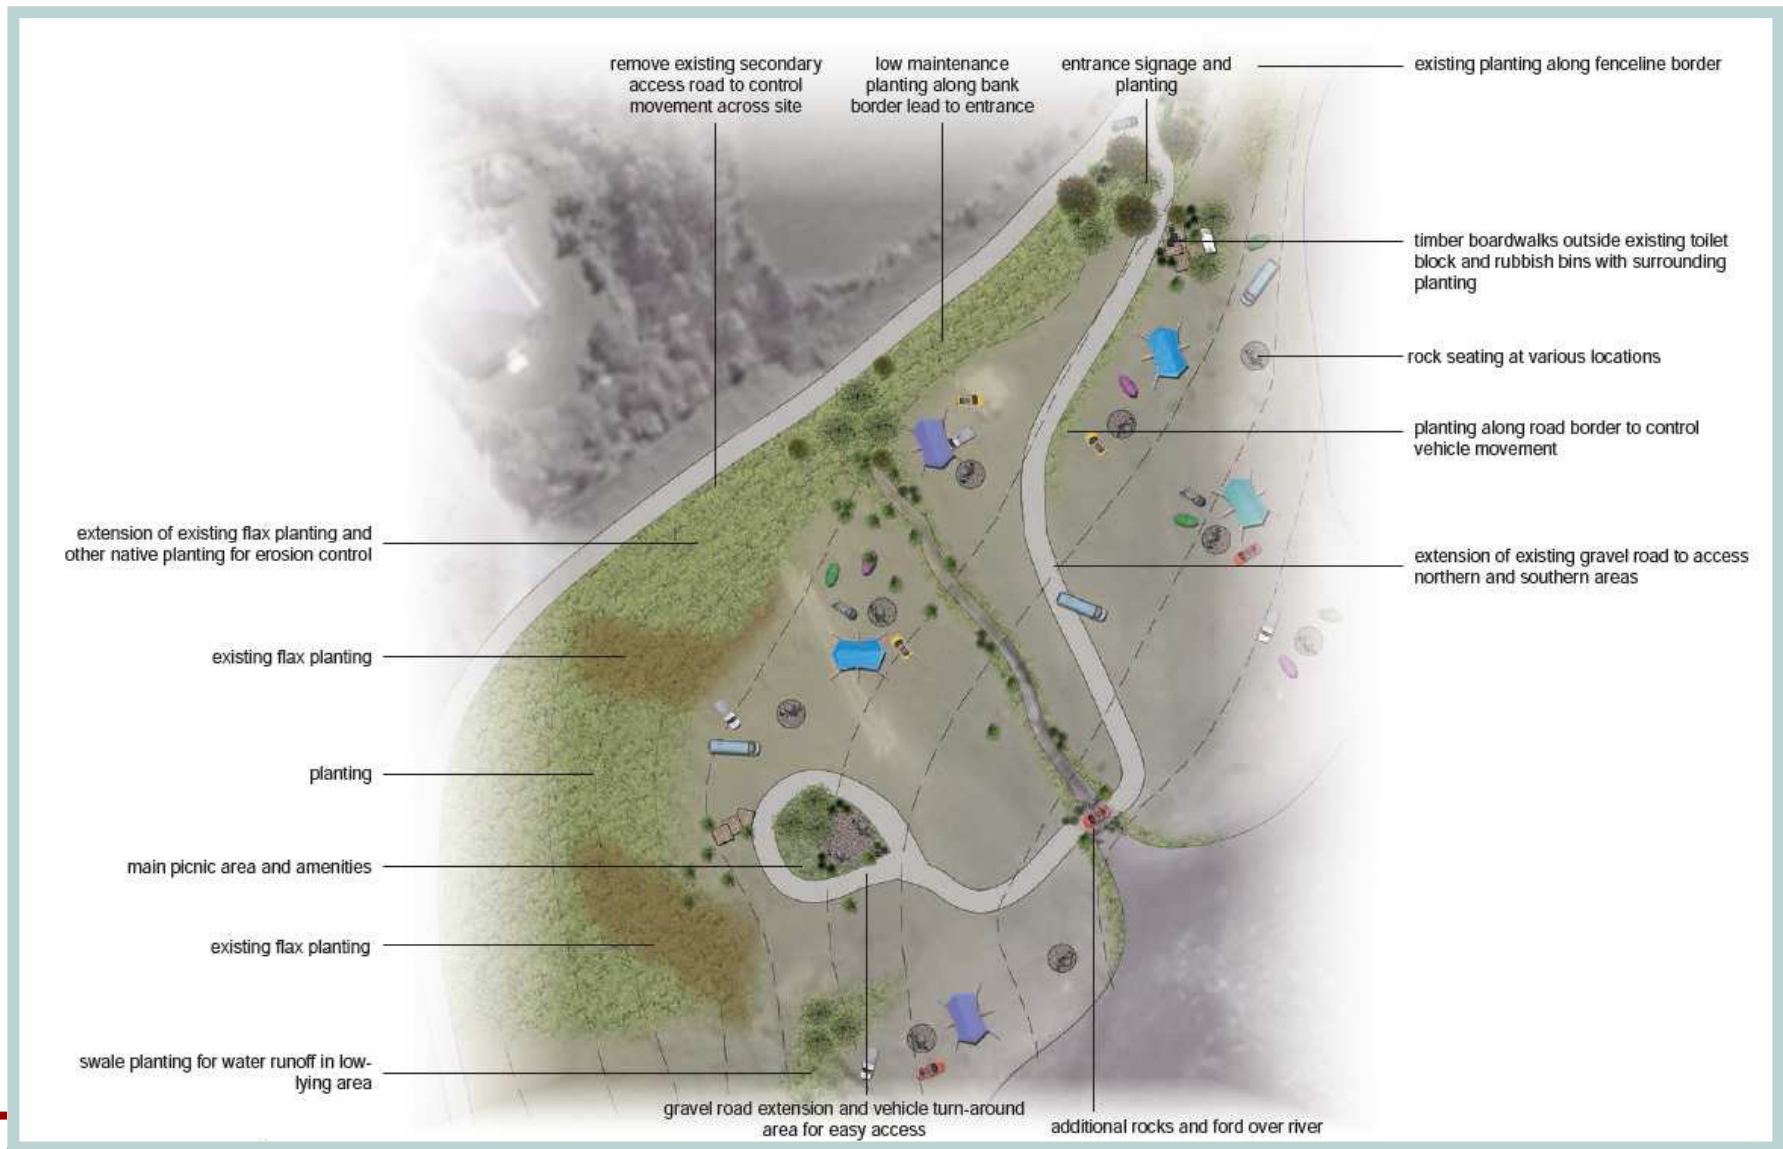 remove existing secondary
access road to control
movement across site
low maintenance
planting along bank
border lead to entrance
entrance signage and
planting
existing planting along fenceline border
timber boardwalks outside existing toilet
block and rubbish bins with surrounding
planting
rock seating at various locations
planting along road border to control
vehicle movement
extension of existing flax planting and
other native planting for erosion control
extension of existing gravel road to access
northern and southern areas
existing flax planting
planting
main picnic area and amenities
existing flax planting
swale planting for water runoff in low-
lying area
gravel road extension and vehicle turn-around
area for easy access
additional rocks and ford over river